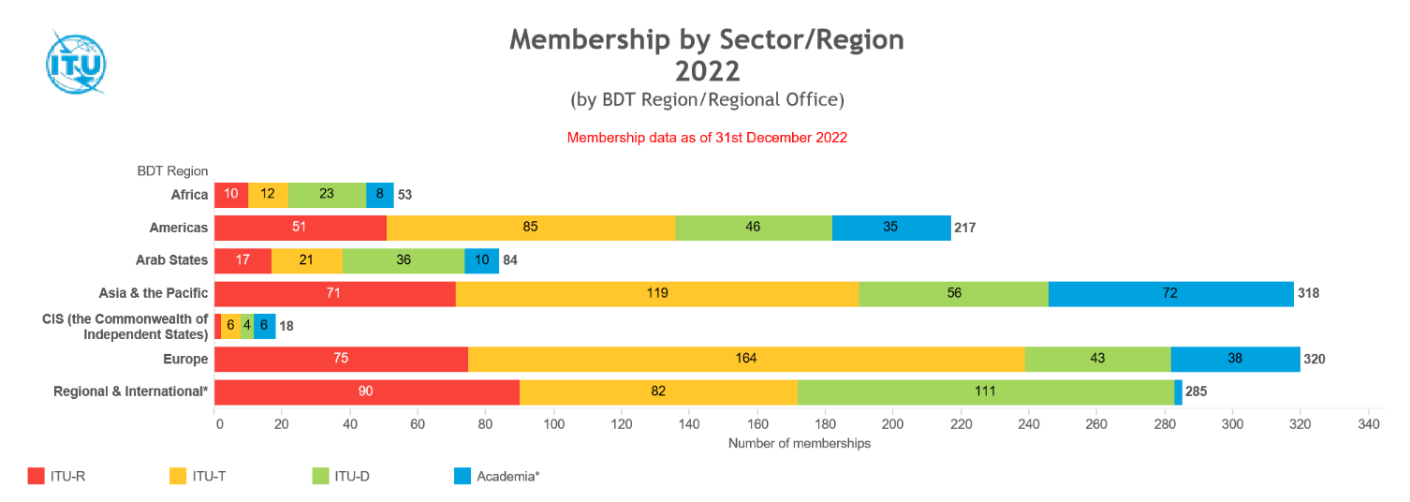 ITU
Membership by Sector/Region
2022
(by BDT Region/Regional Office)
Membership data as of 31st December 2022
BDT Region
Africa 10 12 23 8 53
Americas 51 85 46 35 217
Arab States 17 21 36 10 84
Asia & the Pacific 71 119 56 72 318
CIS (the Commonwealth of
Independent States) 6 4 6 18
Europe 75 164 43 38 320
Regional & International* 90 82 111 285
0 20 40 60 80 100 120 140 160 180 200 220 240 260 280 300 320 340
Number of memberships
ITU-R ITU-T ITU-D Academia*